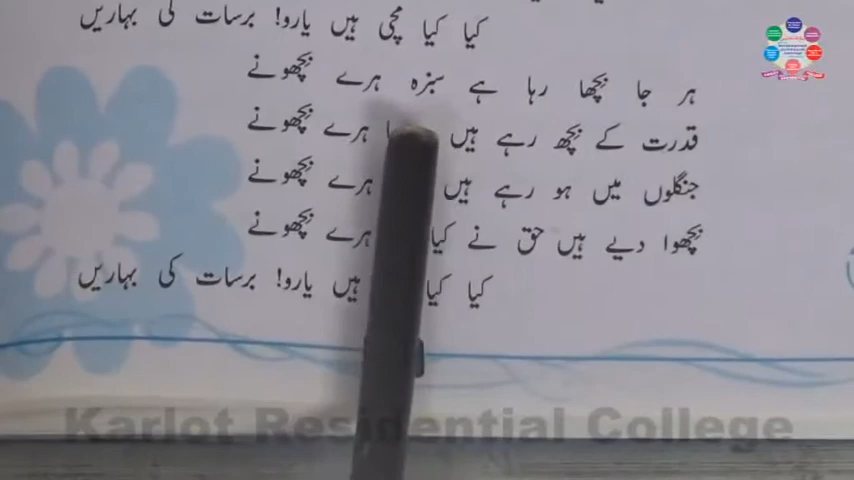 کیا کیا مچی ہیں یارو! برسات کی بہاریں
ہر جا بچھا رہا ہے سبزہ ہرے بچھونے
قدرت کے بچھ رہے ہیں ہرے بچھونے
جنگلوں میں ہو رہے ہیں ہرے بچھونے
بچھوا دیے ہیں حق نے کیا ہرے بچھونے
کیا کیا ہیں یارو! برسات کی بہاریں
Karlot Residential College